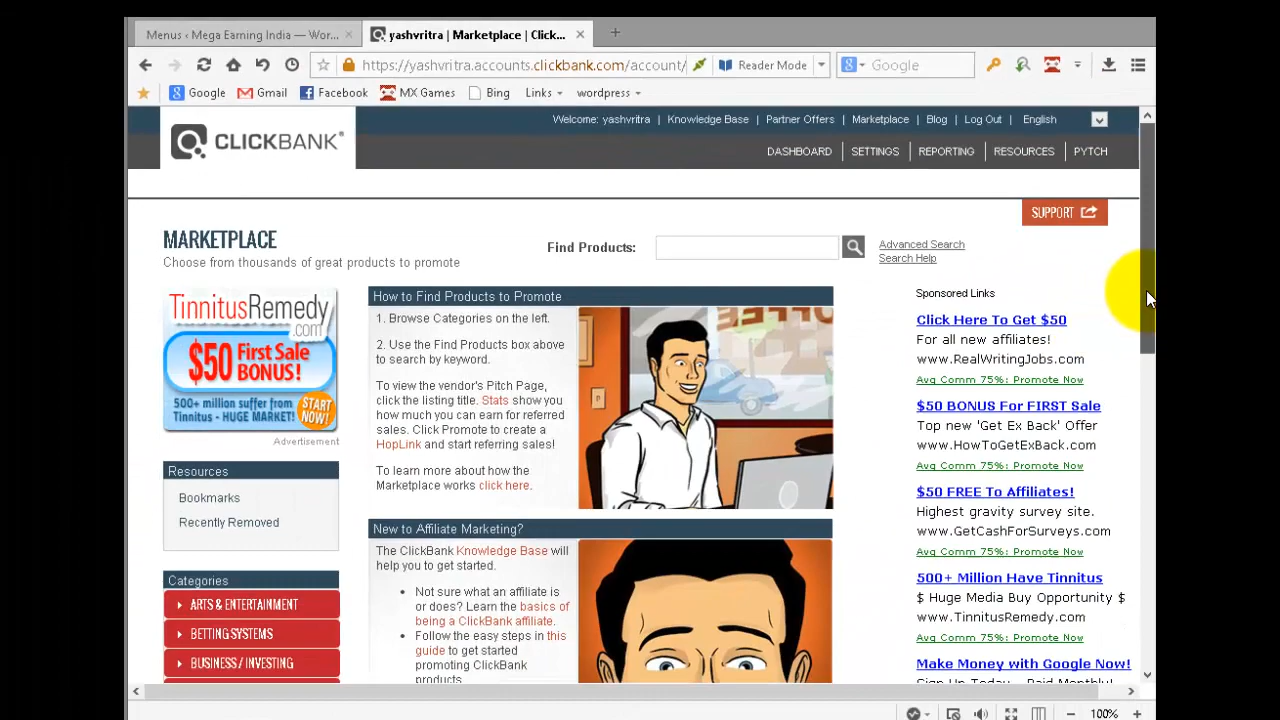 Menus ‹ Mega Earning India — Wor...
yashvritra | Marketplace | Click...
https://yashvritra.accounts.clickbank.com/account/
Reader Mode
Google
Google
Gmail
Facebook
MX Games
Bing
Links
wordpress
CLICKBANK®
Welcome: yashvritra | Knowledge Base | Partner Offers | Marketplace | Blog | Log Out | English
DASHBOARD
SETTINGS
REPORTING
RESOURCES
PYTCH
SUPPORT
MARKETPLACE
Choose from thousands of great products to promote
Find Products:
Advanced Search
Search Help
TinnitusRemedy
.com
$50 First Sale
BONUS!
500+ million suffer from
Tinnitus - HUGE MARKET!
START
NOW!
Advertisement
Resources
Bookmarks
Recently Removed
Categories
ARTS & ENTERTAINMENT
BETTING SYSTEMS
BUSINESS / INVESTING
How to Find Products to Promote
1. Browse Categories on the left.
2. Use the Find Products box above
to search by keyword.
To view the vendor's Pitch Page,
click the listing title. Stats show you
how much you can earn for referred
sales. Click Promote to create a
HopLink and start referring sales!
To learn more about how the
Marketplace works click here.
New to Affiliate Marketing?
The ClickBank Knowledge Base will
help you to get started.
Not sure what an affiliate is
or does? Learn the basics of
being a ClickBank affiliate.
Follow the easy steps in this
guide to get started
promoting ClickBank
products.
Sponsored Links
Click Here To Get $50
For all new affiliates!
www.RealWritingJobs.com
Avg Comm 75%: Promote Now
$50 BONUS For FIRST Sale
Top new 'Get Ex Back' Offer
www.HowToGetExBack.com
Avg Comm 75%: Promote Now
$50 FREE To Affiliates!
Highest gravity survey site.
www.GetCashForSurveys.com
Avg Comm 75%: Promote Now
500+ Million Have Tinnitus
$ Huge Media Buy Opportunity $
www.TinnitusRemedy.com
Avg Comm 75%: Promote Now
Make Money with Google Now!
Sign Up Today - Paid Monthly!
100%